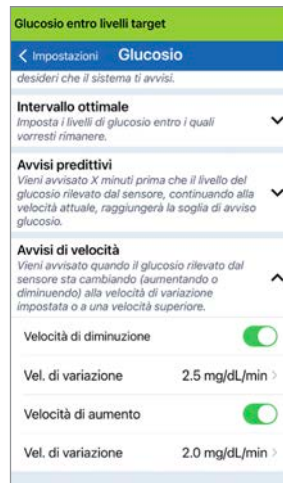 Glucosio entro livelli target
Impostazioni Glucosio
desideri che il sistema ti avvisi.
Intervallo ottimale
Imposta i livelli di glucosio entro i quali
vorresti rimanere.
Avvisi predittivi
Vieni avvisato X minuti prima che il livello del
glucosio rilevato dal sensore, continuando alla
velocità attuale, raggiungerà la soglia di avviso
glucosio.
Avvisi di velocità
Vieni avvisato quando il glucosio rilevato dal
sensore sta cambiando (aumentando o
diminuendo) alla velocità di variazione
impostata o a una velocità superiore.
Velocità di diminuzione
Vel. di variazione 2.5 mg/dL/min
Velocità di aumento
Vel. di variazione 2.0 mg/dL/min